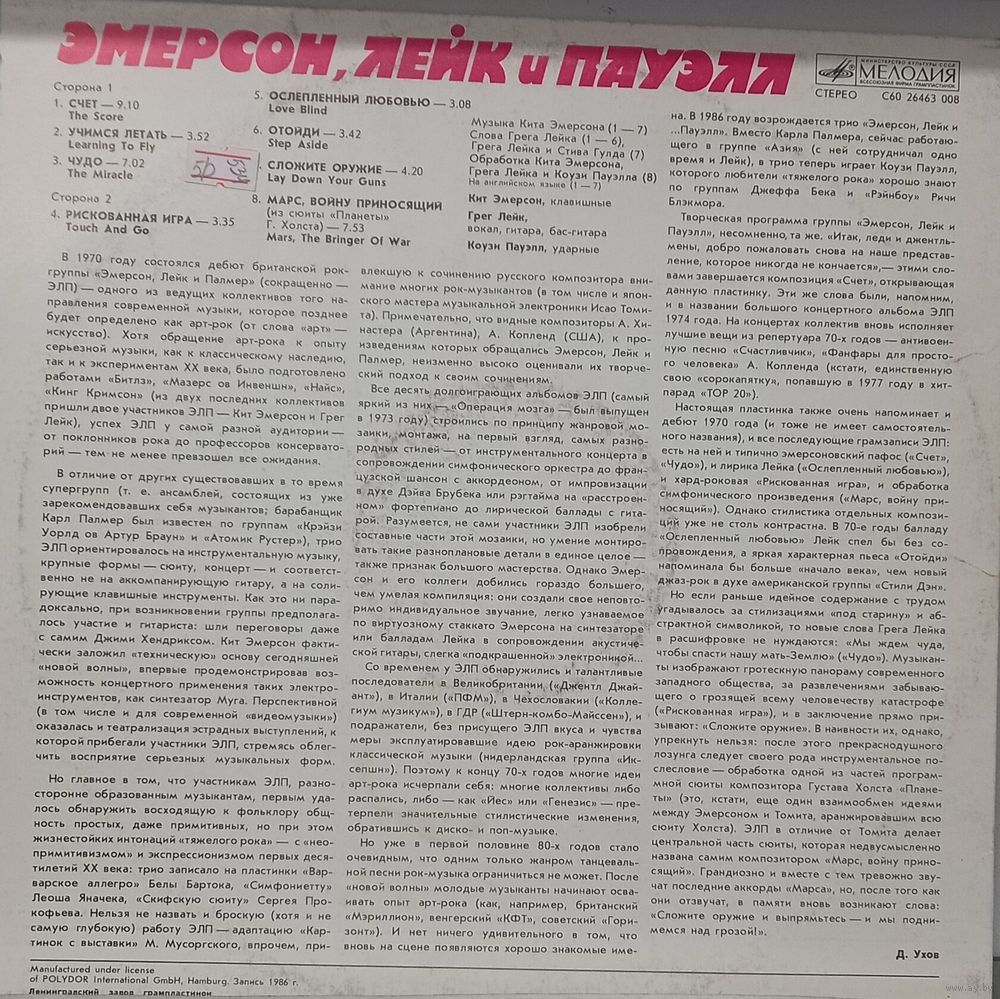 ЭМЕРСОН, ЛЕЙК и ПАУЭЛЛ
МИНИСТЕРСТВО КУЛЬТУРЫ СССР
МЕЛОДИЯ
ВСЕСОЮЗНАЯ ФИРМА ГРАМПЛАСТИНОК
СТЕРЕО С60 26463 008
Сторона 1
1. СЧЕТ — 9.10
The Score
2. УЧИМСЯ ЛЕТАТЬ — 3.52
Learning To Fly
3. ЧУДО — 7.02
The Miracle
Сторона 2
4. РИСКОВАННАЯ ИГРА — 3.35
Touch And Go
5. ОСЛЕПЛЕННЫЙ ЛЮБОВЬЮ — 3.08
Love Blind
6. ОТОЙДИ — 3.42
Step Aside
СЛОЖИТЕ ОРУЖИЕ — 4.20
Lay Down Your Guns
8. МАРС, ВОЙНУ ПРИНОСЯЩИЙ
(из сюиты «Планеты»
Г. Холста) — 7.53
Mars, The Bringer Of War
Музыка Кита Эмерсона (1 — 7)
Слова Грега Лейка (1 — 6),
Грега Лейка и Стива Гулда (7)
Обработка Кита Эмерсона,
Грега Лейка и Коузи Пауэлла (8)
На английском языке (1 — 7)
Кит Эмерсон, клавишные
Грег Лейк,
вокал, гитара, бас-гитара
Коузи Пауэлл, ударные
В 1970 году состоялся дебют британской рок-
группы «Эмерсон, Лейк и Палмер» (сокращенно —
ЭЛП) — одного из ведущих коллективов того на-
правления современной музыки, которое позднее
будет определено как арт-рок (от слова «арт» —
искусство). Хотя обращение арт-рока к опыту
серьезной музыки, как к классическому наследию,
так и к экспериментам XX века, было подготовлено
работами «Битлз», «Мазерс ов Инвеншн», «Найс»,
«Кинг Кримсон» (из двух последних коллективов
пришли двое участников ЭЛП — Кит Эмерсон и Грег
Лейк), успех ЭЛП у самой разной аудитории —
от поклонников рока до профессоров консервато-
рий — тем не менее превзошел все ожидания.
В отличие от других существовавших в то время
супергрупп (т. е. ансамблей, состоящих из уже
зарекомендовавших себя музыкантов; барабанщик
Карл Палмер был известен по группам «Крэйзи
Уорлд ов Артур Браун» и «Атомик Рустер»), трио
ЭЛП ориентировалось на инструментальную музыку,
крупные формы — сюиту, концерт — и соответст-
венно не на аккомпанирующую гитару, а на соли-
рующие клавишные инструменты. Как это ни пара-
доксально, при возникновении группы предполага-
лось участие и гитариста: шли переговоры даже
с самим Джими Хендриксом. Кит Эмерсон факти-
чески заложил «техническую» основу сегодняшней
«новой волны», впервые продемонстрировав воз-
можность концертного применения таких электро-
инструментов, как синтезатор Муга. Перспективной
(в том числе и для современной «видеомузыки»)
оказалась и театрализация эстрадных выступлений, к
которой прибегали участники ЭЛП, стремясь облег-
чить восприятие серьезных музыкальных форм.
Но главное в том, что участникам ЭЛП, разно-
сторонне образованным музыкантам, первым уда-
лось обнаружить восходящую к фольклору общ-
ность простых, даже примитивных, но при этом
жизнестойких интонаций «тяжелого рока» — с «нео-
примитивизмом» и экспрессионизмом первых деся-
тилетий XX века: трио записало на пластинки «Вар-
варское аллегро» Белы Бартока, «Симфониетту»
Леоша Яначека, «Скифскую сюиту» Сергея Про-
кофьева. Нельзя не назвать и броскую (хотя и не
самую глубокую) работу ЭЛП — адаптацию «Кар-
тинок с выставки» М. Мусоргского, впрочем, при-
влекшую к сочинению русского композитора вни-
мание многих рок-музыкантов (в том числе и япон-
ского мастера музыкальной электроники Исао Томи-
та). Примечательно, что видные композиторы А. Хи-
настера (Аргентина), А. Копленд (США), к про-
изведениям которых обращались Эмерсон, Лейк и
Палмер, неизменно высоко оценивали их творче-
ский подход к своим сочинениям.
Все десять долгоиграющих альбомов ЭЛП (самый
яркий из них — «Операция мозга» — был выпущен
в 1973 году) строились по принципу жанровой мо-
заики, монтажа, на первый взгляд, самых разно-
родных стилей — от инструментального концерта в
сопровождении симфонического оркестра до фран-
цузской шансон с аккордеоном, от импровизации
в духе Дэйва Брубека или рэгтайма на «расстроен-
ном» фортепиано до лирической баллады с гита-
рой. Разумеется, не сами участники ЭЛП изобрели
составные части этой мозаики, но умение монтиро-
вать такие разноплановые детали в единое целое —
также признак большого мастерства. Однако Эмер-
сон и его коллеги добились гораздо большего,
чем умелая компиляция: они создали свое неповто-
римо индивидуальное звучание, легко узнаваемое
по виртуозному стаккато Эмерсона на синтезаторе
или балладам Лейка в сопровождении акустиче-
ской гитары, слегка «подкрашенной» электроникой...
Со временем у ЭЛП обнаружились и талантливые
последователи в Великобритании («Джентл Джай-
ант»), в Италии («ПФМ»), в Чехословакии («Колле-
гиум музикум»), в ГДР («Штерн-комбо-Майссен»), и
подражатели, без присущего ЭЛП вкуса и чувства
меры эксплуатировавшие идею рок-аранжировки
классической музыки (нидерландская группа «Ик-
сепшн»). Поэтому к концу 70-х годов многие идеи
арт-рока исчерпали себя: многие коллективы либо
распались, либо — как «Йес» или «Генезис» — пре-
терпели значительные стилистические изменения,
обратившись к диско- и поп-музыке.
Но уже в первой половине 80-х годов стало
очевидным, что одним только жанром танцеваль-
ной песни рок-музыка ограничиться не может. После
«новой волны» молодые музыканты начинают осва-
ивать опыт арт-рока (как, например, британский
«Мэриллион», венгерский «КФТ», советский «Гори-
зонт»). И нет ничего удивительного в том, что
вновь на сцене появляются хорошо знакомые име-
на. В 1986 году возрождается трио «Эмерсон, Лейк и
...Пауэлл». Вместо Карла Палмера, сейчас работаю-
щего в группе «Азия» (с ней сотрудничал одно
время и Лейк), в трио теперь играет Коузи Пауэлл,
которого любители «тяжелого рока» хорошо знают
по группам Джеффа Бека и «Рэйнбоу» Ричи
Блэкмора.
Творческая программа группы «Эмерсон, Лейк и
Пауэлл», несомненно, та же. «Итак, леди и джентль-
мены, добро пожаловать снова на наше представ-
ление, которое никогда не кончается»,— этими сло-
вами завершается композиция «Счет», открывающая
данную пластинку. Эти же слова были, напомним,
и в названии большого концертного альбома ЭЛП
1974 года. На концертах коллектив вновь исполняет
лучшие вещи из репертуара 70-х годов — антивоен-
ную песню «Счастливчик», «Фанфары для просто-
го человека» А. Копленда (кстати, единственную
свою «сорокапятку», попавшую в 1977 году в хит-
парад «ТОР 20»).
Настоящая пластинка также очень напоминает и
дебют 1970 года (и тоже не имеет самостоятель-
ного названия), и все последующие грамзаписи ЭЛП:
есть на ней и типично эмерсоновский пафос («Счет»,
«Чудо»), и лирика Лейка («Ослепленный любовью»),
и хард-роковая «Рискованная игра», и обработка
симфонического произведения («Марс, войну при-
носящий»). Однако стилистика отдельных компози-
ций уже не столь контрастна. В 70-е годы балладу
«Ослепленный любовью» Лейк спел бы без со-
провождения, а яркая характерная пьеса «Отойди»
напоминала бы больше «начало века», чем новый
джаз-рок в духе американской группы «Стили Дэн».
Но если раньше идейное содержание с трудом
угадывалось за стилизациями «под старину» и аб-
страктной символикой, то новые слова Грега Лейка
в расшифровке не нуждаются: «Мы ждем чуда,
чтобы спасти нашу мать-Землю» («Чудо»). Музыкан-
ты изображают гротескную панораму современного
западного общества, за развлечениями забываю-
щего о грозящей всему человечеству катастрофе
(«Рискованная игра»), и в заключение прямо при-
зывают: «Сложите оружие». В наивности их, однако,
упрекнуть нельзя: после этого прекраснодушного
лозунга следует своего рода инструментальное по-
слесловие — обработка одной из частей програм-
мной сюиты композитора Густава Холста «Плане-
ты» (это, кстати, еще один взаимообмен идеями
между Эмерсоном и Томита, аранжировавшим всю
сюиту Холста). ЭЛП в отличие от Томита делает
центральной часть сюиты, которая недвусмысленно
названа самим композитором «Марс, войну прино-
сящий». Грандиозно и вместе с тем тревожно зву-
чат последние аккорды «Марса», но, после того как
они отзвучат, в память вновь возникают слова:
«Сложите оружие и выпрямьтесь — и мы подни-
мемся над грозой!».
Д. Ухов
Manufactured under license
of POLYDOR International GmbH, Hamburg. Запись 1986 г.
Ленинградский завод грампластинок
www.ay.by